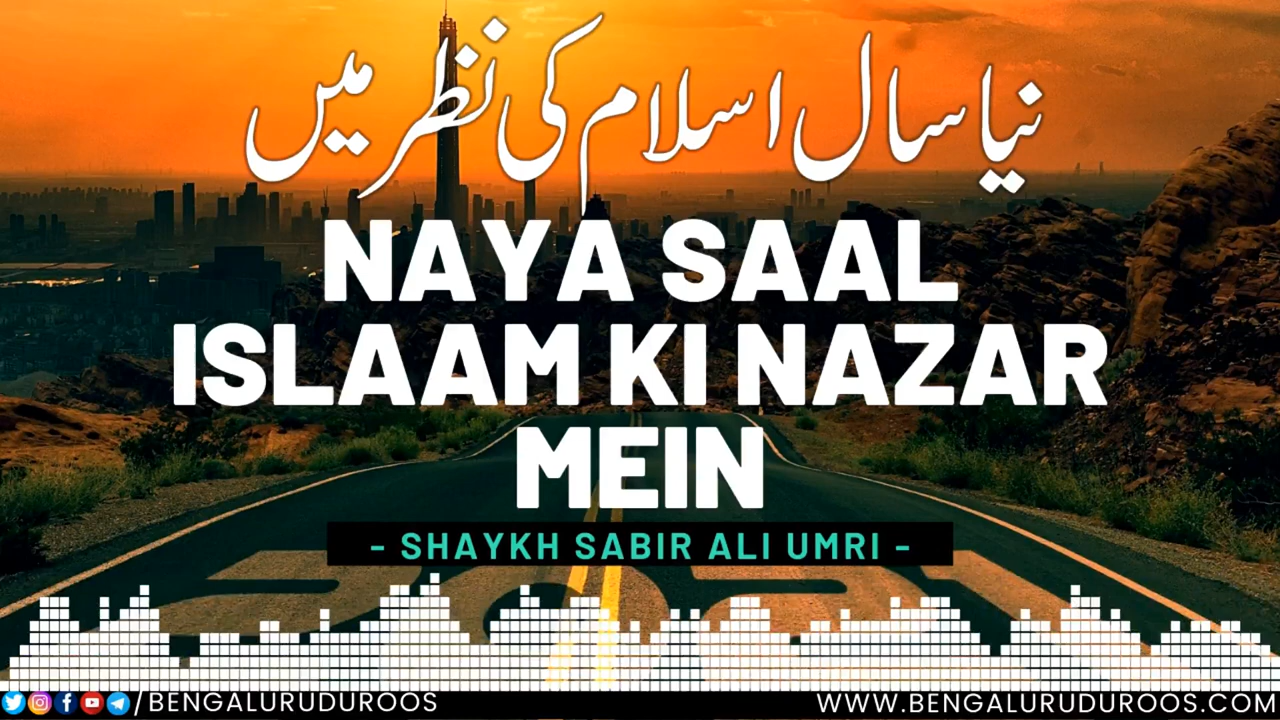 نیا سال اسلام کی نظر میں
NAYA SAAL
ISLAAM KI NAZAR
MEIN
- SHAYKH SABIR ALI UMRI -
2021
/BENGALURUDUROOS
WWW.BENGALURUDUROOS.COM